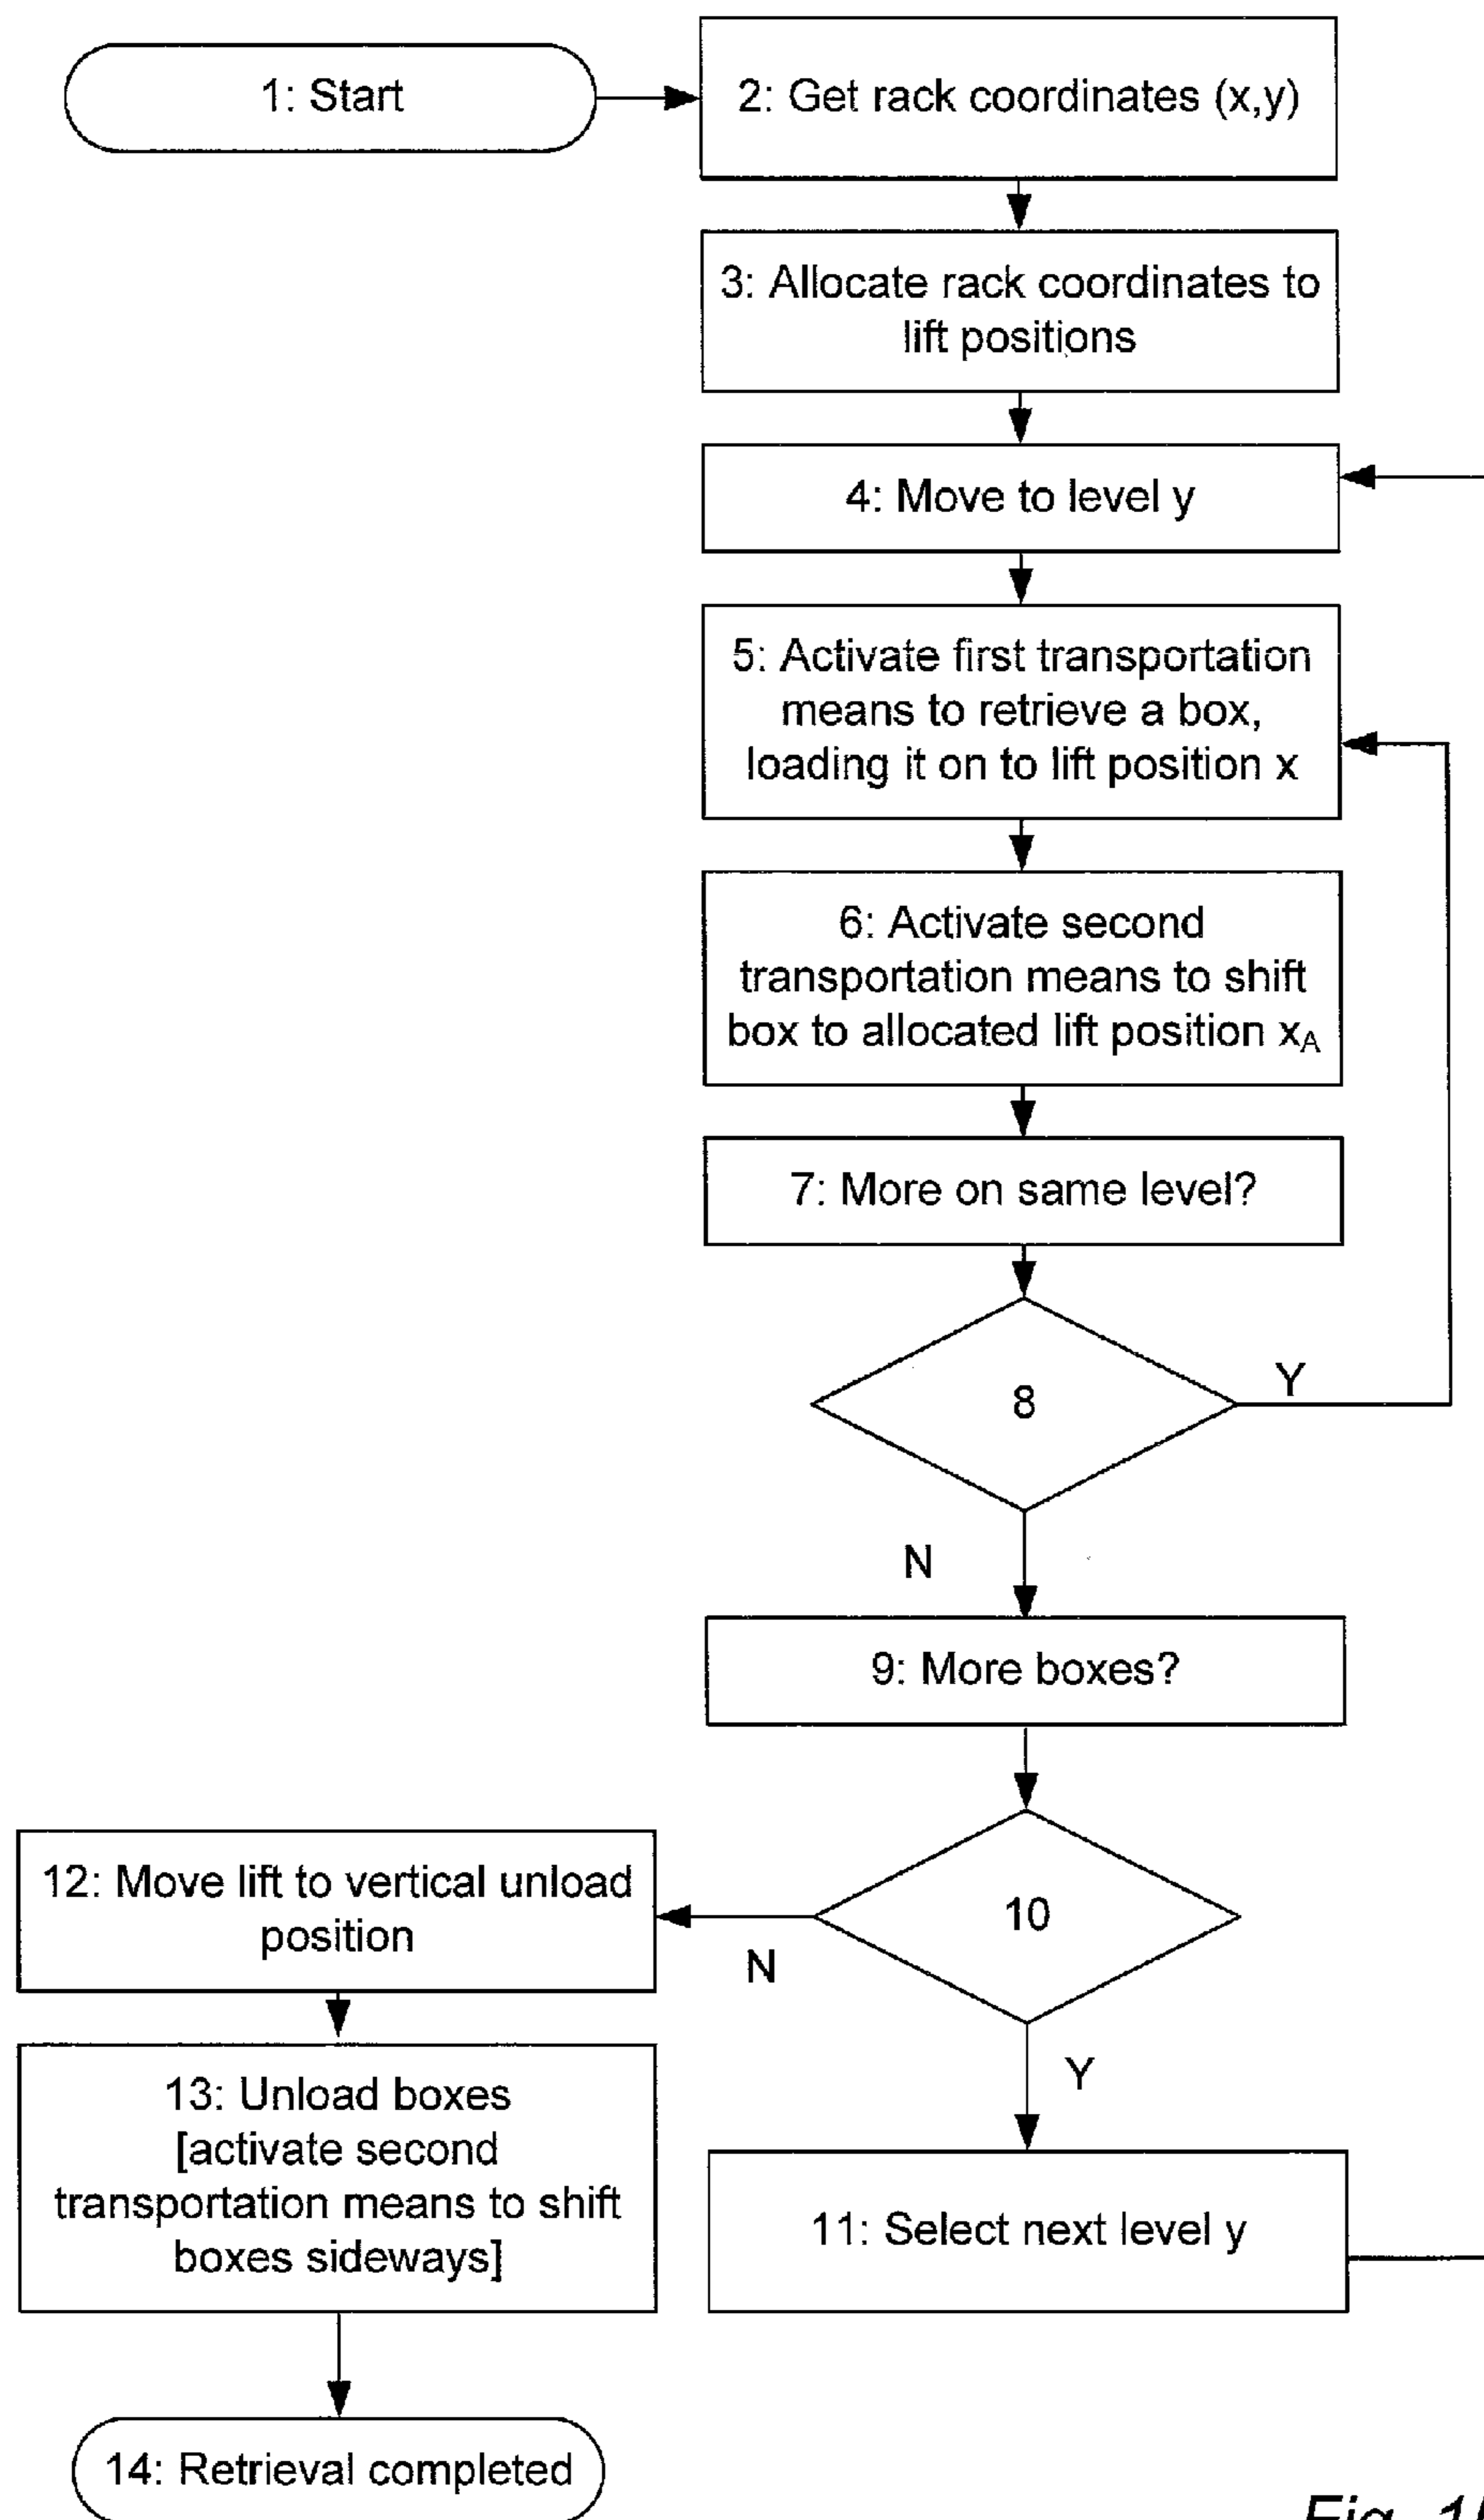 1: Start
2: Get rack coordinates (x,y)
3: Allocate rack coordinates to
lift positions
4: Move to level y
5: Activate first transportation
means to retrieve a box,
loading it on to lift position x
6: Activate second
transportation means to shift
box to allocated lift position xA
7: More on same level?
8
Y
N
9: More boxes?
10
N
Y
11: Select next level y
12: Move lift to vertical unload
position
13: Unload boxes
[activate second
transportation means to shift
boxes sideways]
14: Retrieval completed
Fig.